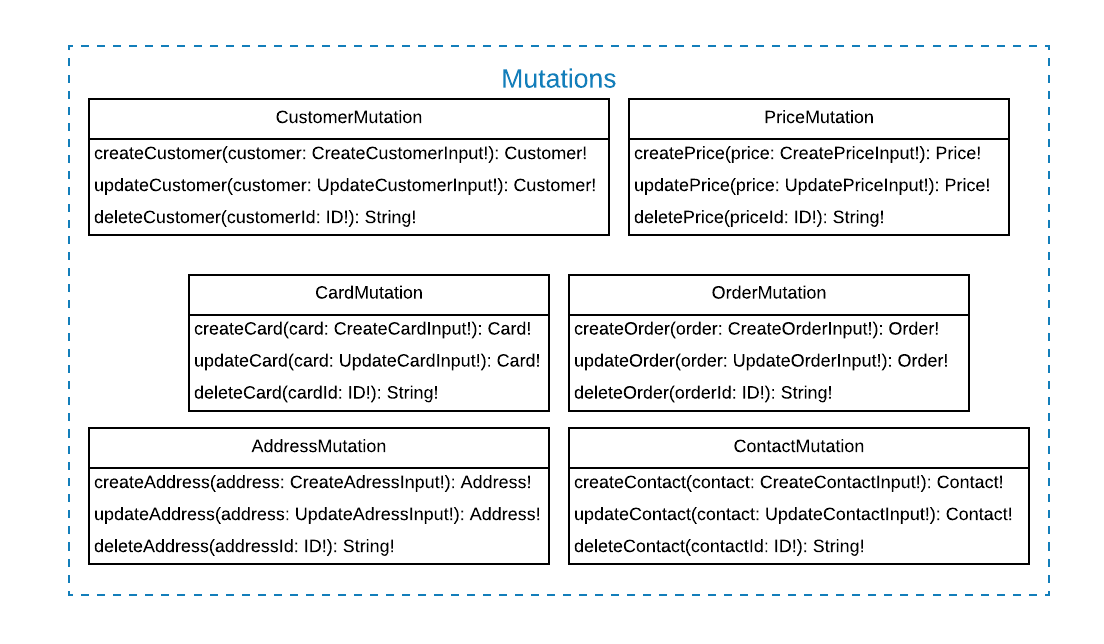 Mutations
CustomerMutation
createCustomer(customer: CreateCustomerInput!): Customer!
updateCustomer(customer: UpdateCustomerInput!): Customer!
deleteCustomer(customerId: ID!): String!
PriceMutation
createPrice(price: CreatePriceInput!): Price!
updatePrice(price: UpdatePriceInput!): Price!
deletePrice(priceId: ID!): String!
CardMutation
createCard(card: CreateCardInput!): Card!
updateCard(card: UpdateCardInput!): Card!
deleteCard(cardId: ID!): String!
OrderMutation
createOrder(order: CreateOrderInput!): Order!
updateOrder(order: UpdateOrderInput!): Order!
deleteOrder(orderId: ID!): String!
AddressMutation
createAddress(address: CreateAdressInput!): Address!
updateAddress(address: UpdateAdressInput!): Address!
deleteAddress(addressId: ID!): String!
ContactMutation
createContact(contact: CreateContactInput!): Contact!
updateContact(contact: UpdateContactInput!): Contact!
deleteContact(contactId: ID!): String!